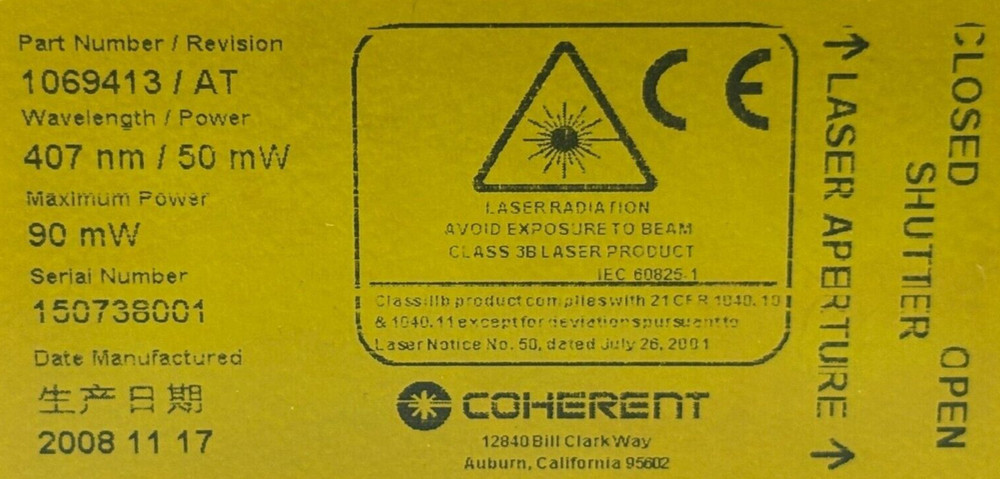 Part Number / Revision
1069413 / AT
Wavelength / Power
407 nm / 50 mW
Maximum Power
90 mW
Serial Number
150738001
Date Manufactured
生产日期
2008 11 17
CE
LASER RADIATION
AVOID EXPOSURE TO BEAM
CLASS 3B LASER PRODUCT
IEC 60825-1
Class IIIb product complies with 21 CFR 1040.10
& 1040.11 except for deviations pursuant to
Laser Notice No. 50, dated July 26, 2001
COHERENT
12840 Bill Clark Way
Auburn, California 95602
LASER APERTURE
SHUTTER
CLOSED
OPEN